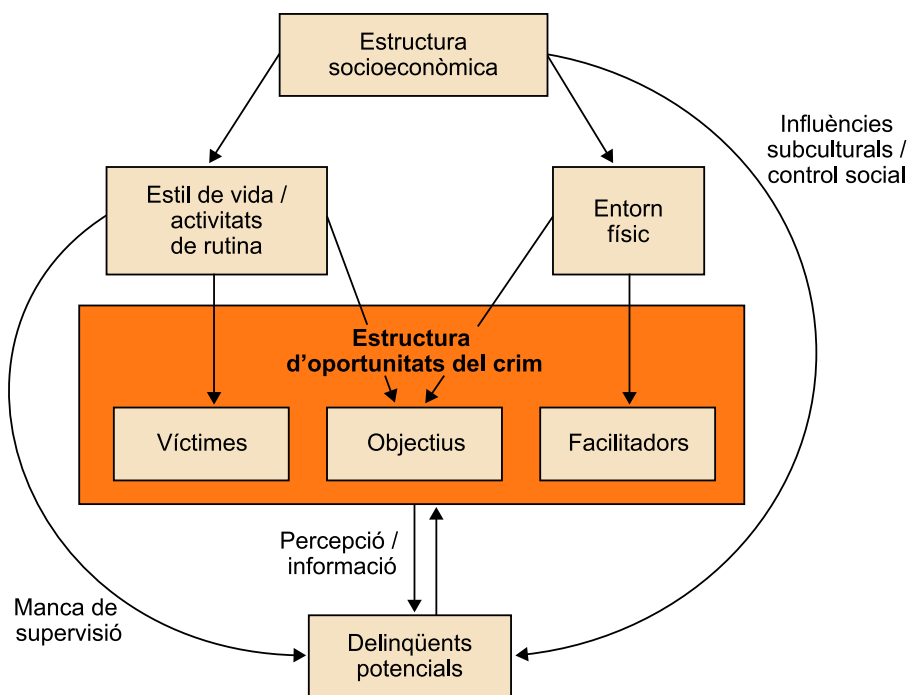 Estructura
socioeconòmica
Influències
subculturals /
control social
Estil de vida /
activitats
de rutina
Entorn
físic
Estructura
d’oportunitats del crim
Víctimes
Objectius
Facilitadors
Percepció /
informació
Manca de
supervisió
Delinqüents
potencials